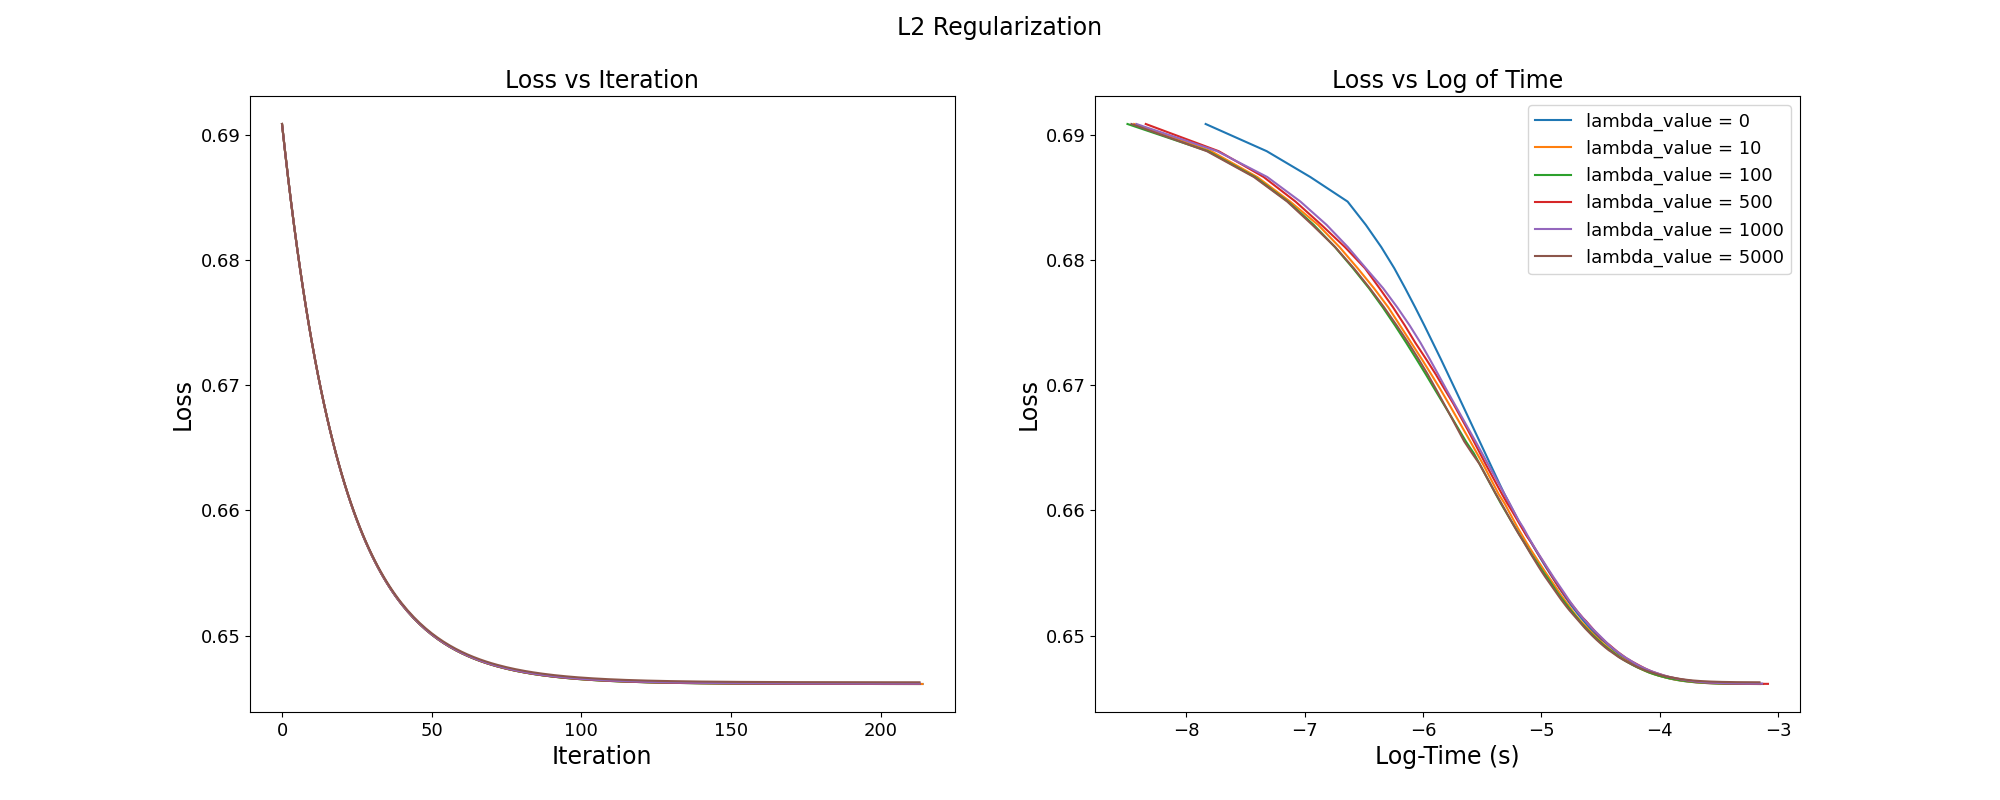 L2 Regularization
Loss vs Iteration
0.69
0.68
0.67
0.66
0.65
Loss
0
50
100
150
200
Iteration
Loss vs Log of Time
0.69
0.68
0.67
0.66
0.65
Loss
lambda_value = 0
lambda_value = 10
lambda_value = 100
lambda_value = 500
lambda_value = 1000
lambda_value = 5000
−8
−7
−6
−5
−4
−3
Log-Time (s)